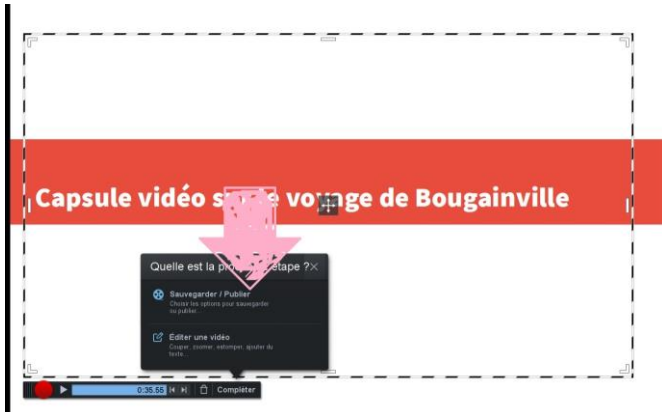 Capsule vidéo s e voyage de Bougainville
Quelle est la pro étape ?
Sauvegarder / Publier
Choisir les options pour sauvegarder
ou publier...
Éditer une vidéo
Couper, zoomer, estomper, ajouter du
texte...
0:35.55
Compléter